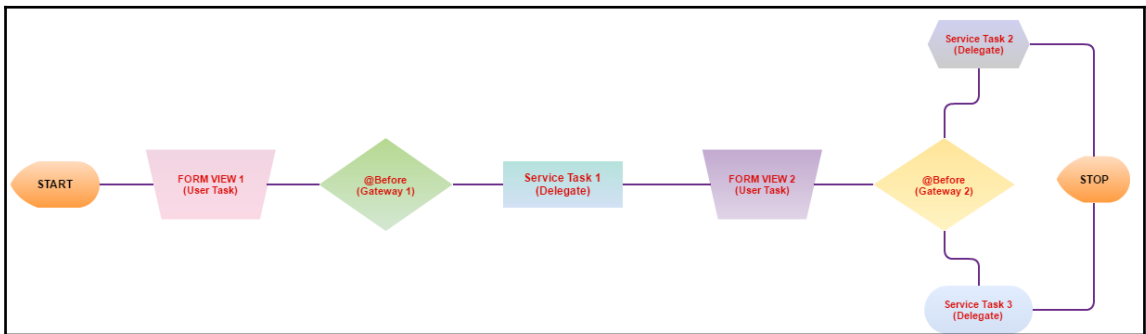 START
FORM VIEW 1
(User Task)
@Before
(Gateway 1)
Service Task 1
(Delegate)
FORM VIEW 2
(User Task)
@Before
(Gateway 2)
Service Task 2
(Delegate)
Service Task 3
(Delegate)
STOP